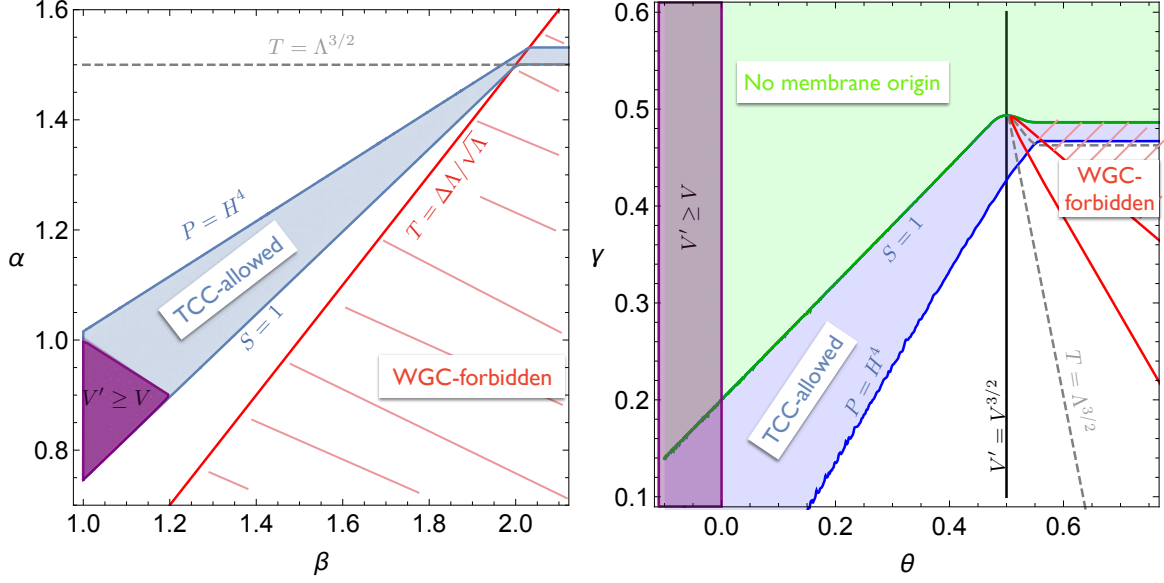 1.6
1.4
1.2
1.0
0.8
α
1.0
1.2
1.4
1.6
1.8
2.0
β
T = Λ^{3/2}
P = H^4
TCC-allowed
S = 1
T = ΔΛ/√Λ
WGC-forbidden
V′ ≥ V
0.6
0.5
0.4
0.3
0.2
0.1
γ
0.0
0.2
0.4
0.6
θ
No membrane origin
V′ ≥ V
S = 1
TCC-allowed
P = H^4
V′ = V^{3/2}
T = Λ^{3/2}
WGC-
forbidden